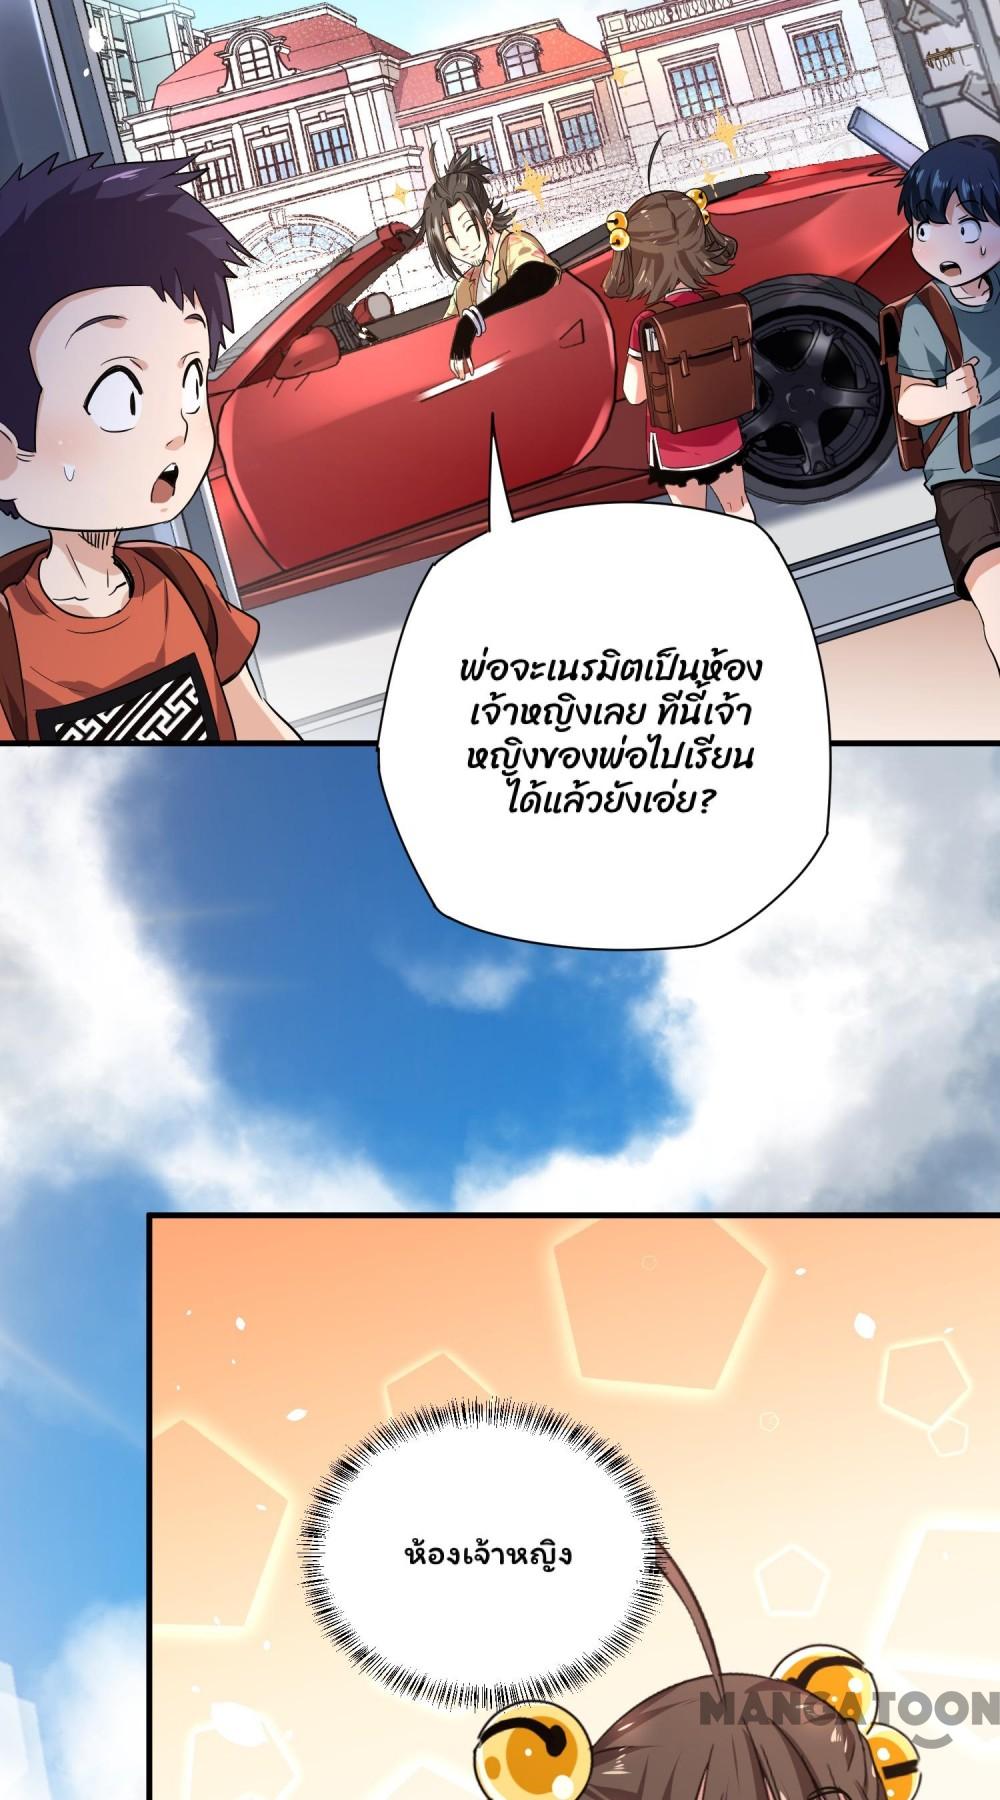 พ่อจะเนรมิตเป็นห้อง
เจ้าหญิงเลย ทีนี้เจ้า
หญิงของพ่อไปเรียน
ได้แล้วยังเอ่ย?
ห้องเจ้าหญิง
MANGATOON